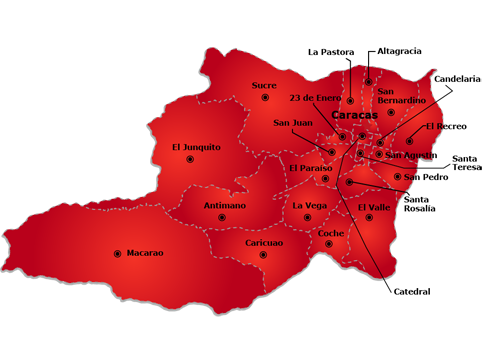 La Pastora
Altagracia
Candelaria
Sucre
San
Bernardino
23 de Enero
Caracas
San Juan
El Recreo
El Junquito
San Agustín
Santa
Teresa
El Paraíso
San Pedro
Santa
Rosalía
Antimano
La Vega
El Valle
Coche
Caricuao
Macarao
Catedral